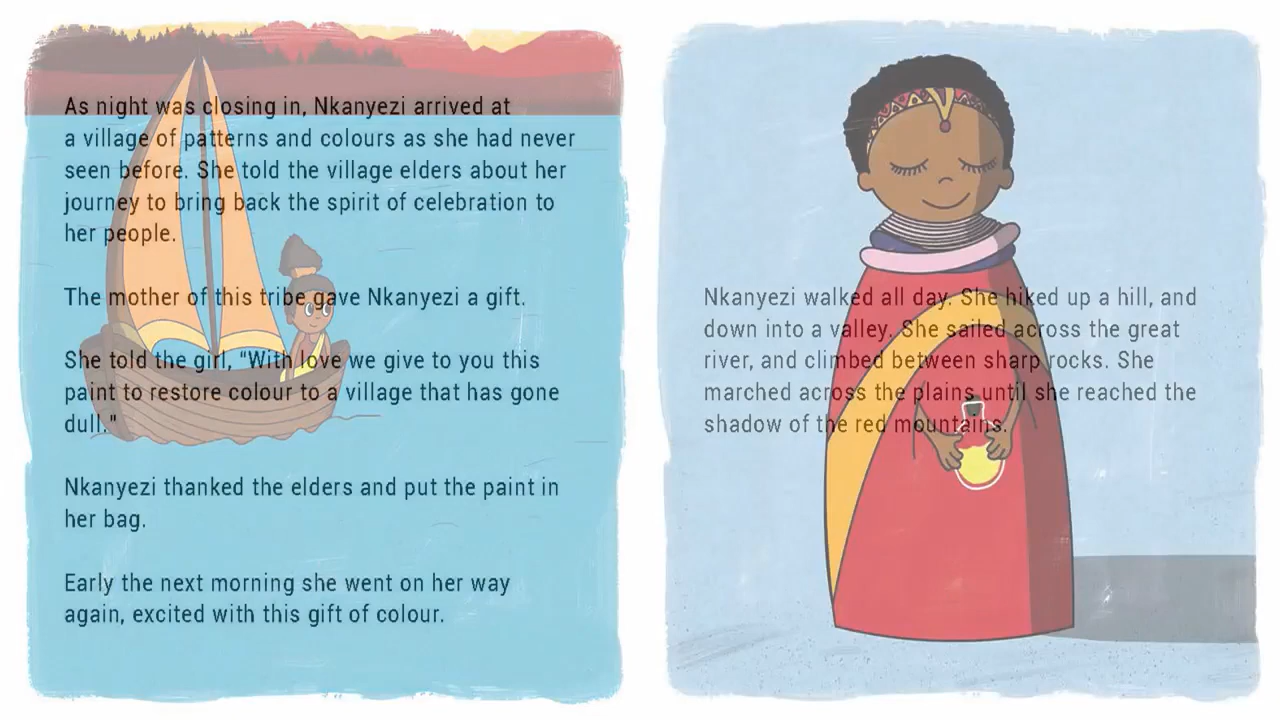 As night was closing in, Nkanyezi arrived at
a village of patterns and colours as she had never
seen before. She told the village elders about her
journey to bring back the spirit of celebration to
her people.
The mother of this tribe gave Nkanyezi a gift.
She told the girl, “With love we give to you this
paint to restore colour to a village that has gone
dull."
Nkanyezi thanked the elders and put the paint in
her bag.
Early the next morning she went on her way
again, excited with this gift of colour.
Nkanyezi walked all day. She hiked up a hill, and
down into a valley. She sailed across the great
river, and climbed between sharp rocks. She
marched across the plains until she reached the
shadow of the red mountains.